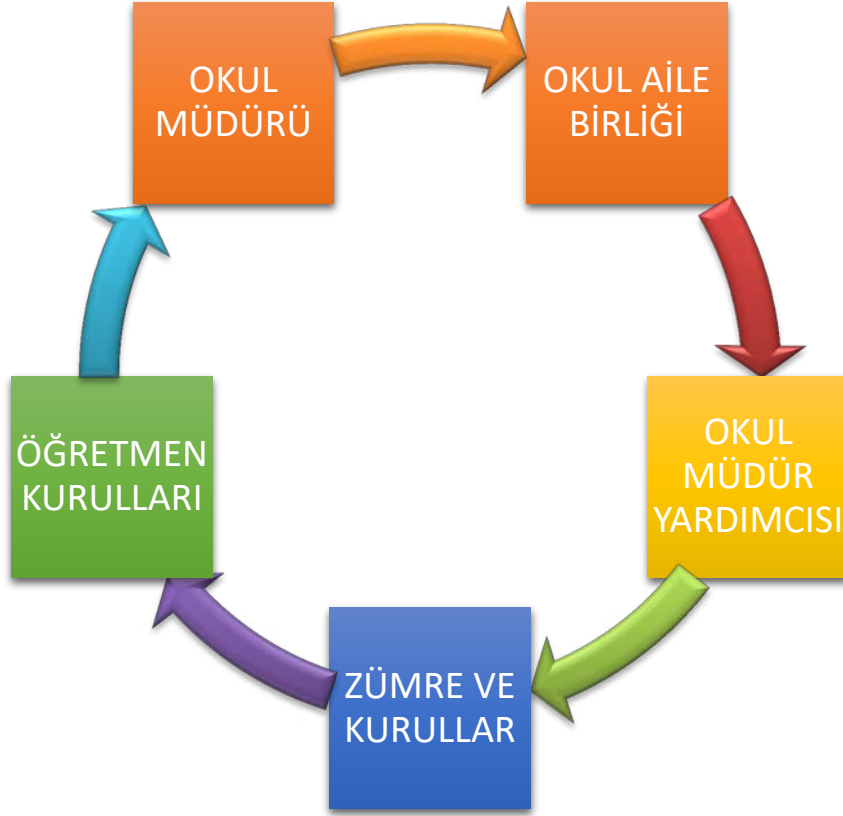 OKUL
MÜDÜRÜ
OKUL AİLE
BİRLİĞİ
OKUL
MÜDÜR
YARDIMCISI
ZÜMRE VE
KURULLAR
ÖĞRETMEN
KURULLARI